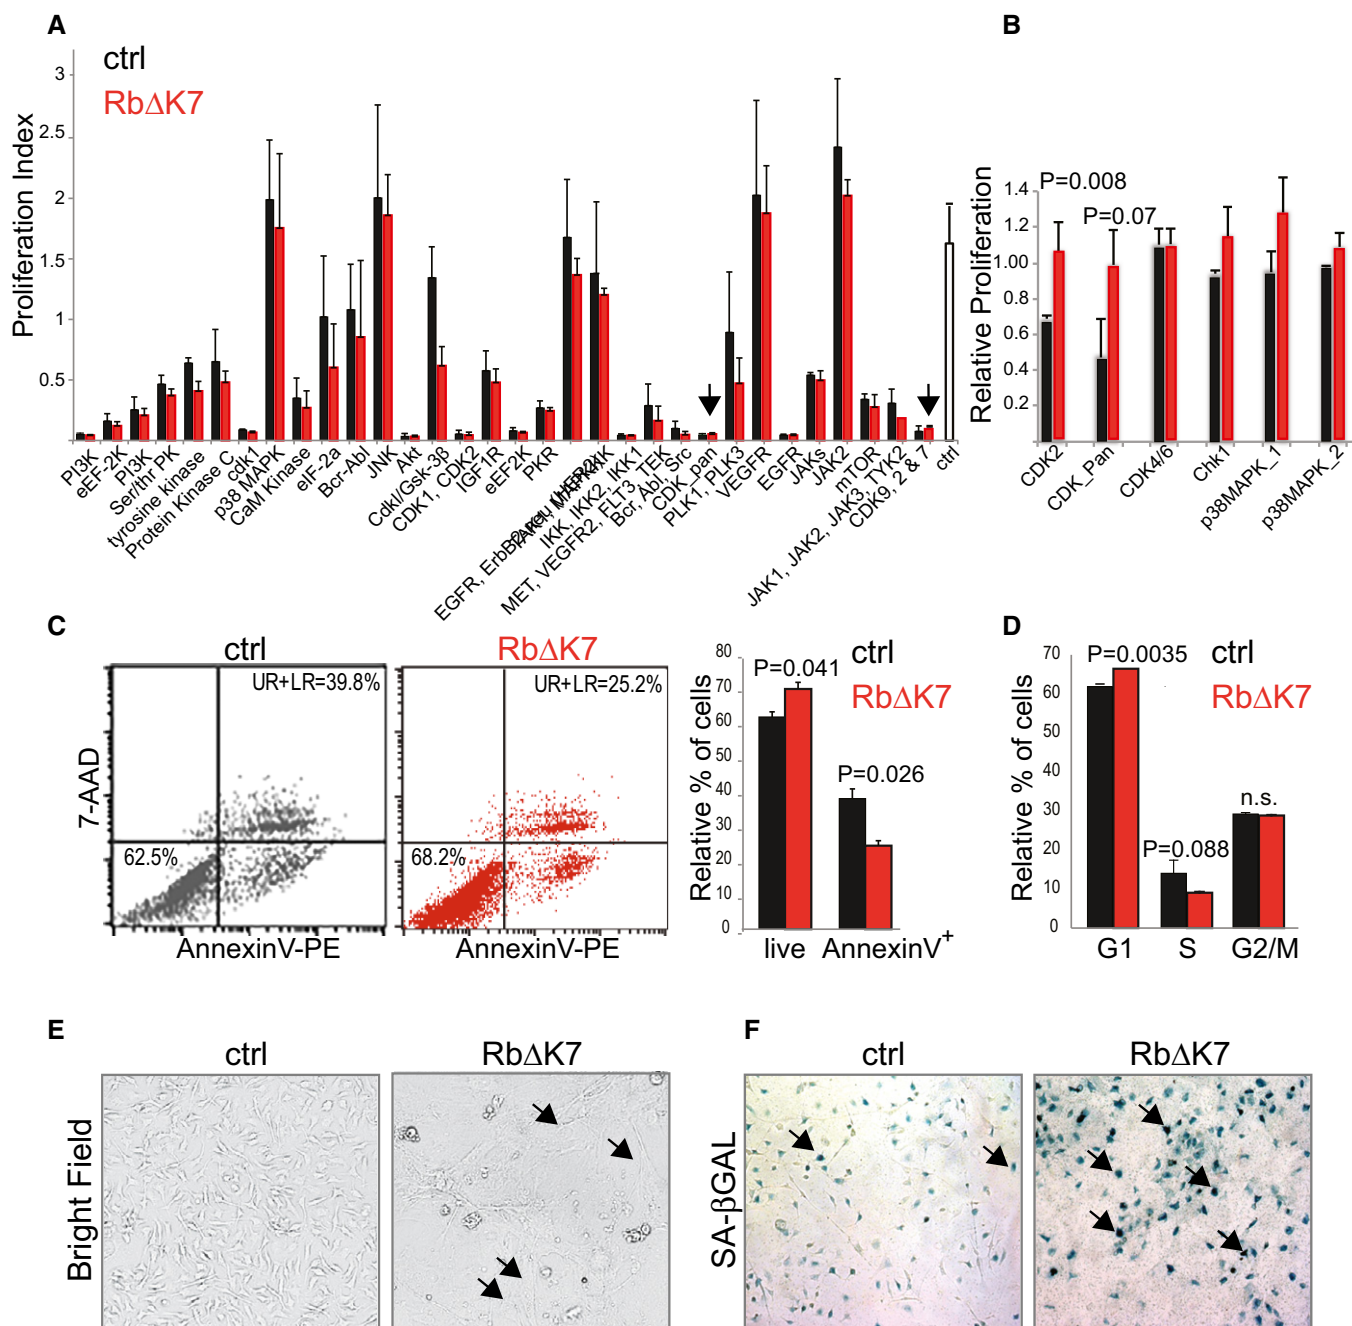 A
ctrl
RbΔK7
Proliferation Index
3
2.5
2
1.5
1
0.5
PI3K
eEF-2K
PI3K
Ser/thr PK
tyrosine kinase
Protein Kinase C
cdk1
p38 MAPK
CaM Kinase
eIF-2a
Bcr-Abl
JNK
Akt
CdkI/Gsk-3β
CDK1, CDK2
IGF1R
eEF2K
PKR
EGFR, ErbB2
IKK, IKK2, IKK1
MET, VEGFR2, FLT3, TEK
Bcr, Abl, Src
CDK_pan
PLK1, PLK3
VEGFR
EGFR
JAKs
JAK2
mTOR
JAK1, JAK2, JAK3, TYK2
CDK9, 2 & 7
ctrl
B
Relative Proliferation
1.4
1.2
1.00
0.8
0.6
0.4
0.2
P=0.008
P=0.07
CDK2
CDK_Pan
CDK4/6
Chk1
p38MAPK_1
p38MAPK_2
C
ctrl
RbΔK7
UR+LR=39.8%
UR+LR=25.2%
7-AAD
62.5%
68.2%
AnnexinV-PE
AnnexinV-PE
Relative % of cells
80
70
60
50
40
30
20
10
0
P=0.041
ctrl
RbΔK7
P=0.026
live
AnnexinV+
D
Relative % of cells
70
60
50
40
30
20
10
0
P=0.0035
ctrl
RbΔK7
n.s.
P=0.088
G1
S
G2/M
E
ctrl
RbΔK7
Bright Field
F
ctrl
RbΔK7
SA-βGAL